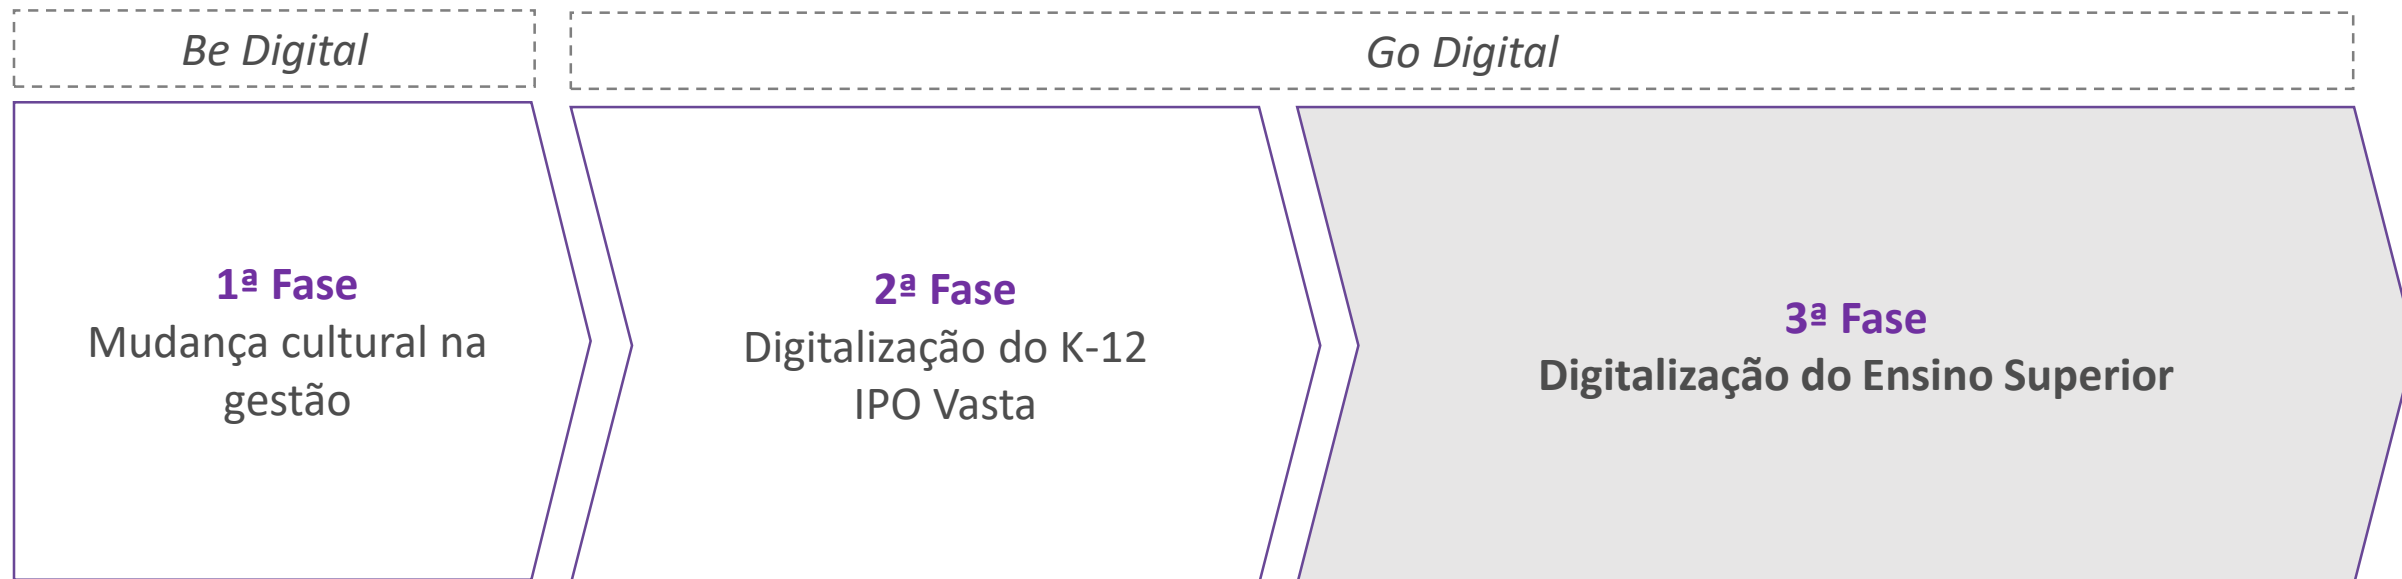 Be Digital
Go Digital
1ª Fase
Mudança cultural na
gestão
2ª Fase
Digitalização do K-12
IPO Vasta
3ª Fase
Digitalização do Ensino Superior